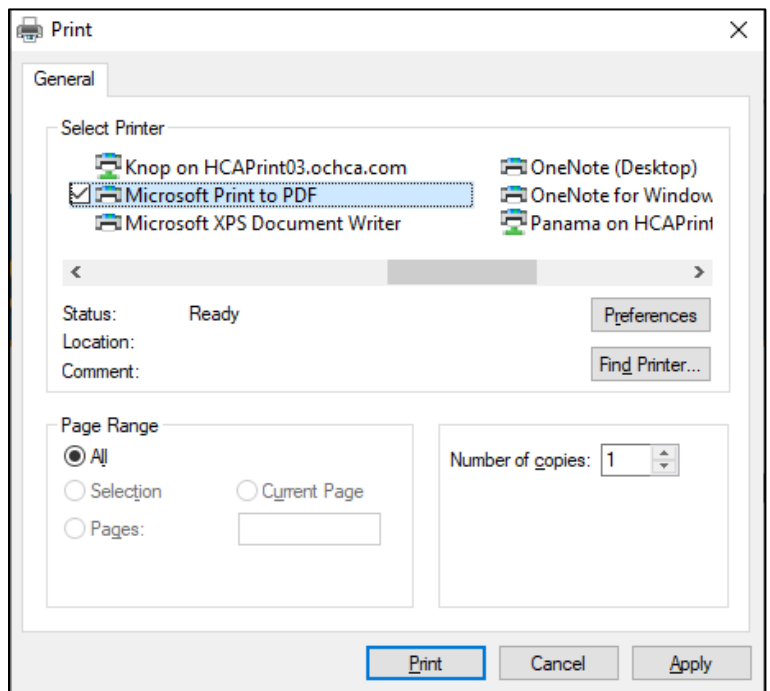 Print
General
Select Printer
Knop on HCAPrint03.ochca.com
OneNote (Desktop)
Microsoft Print to PDF
OneNote for Window
Microsoft XPS Document Writer
Panama on HCAPrint
Status: Ready
Preferences
Location:
Comment:
Find Printer...
Page Range
All
Number of copies: 1
Selection
Current Page
Pages:
Print
Cancel
Apply